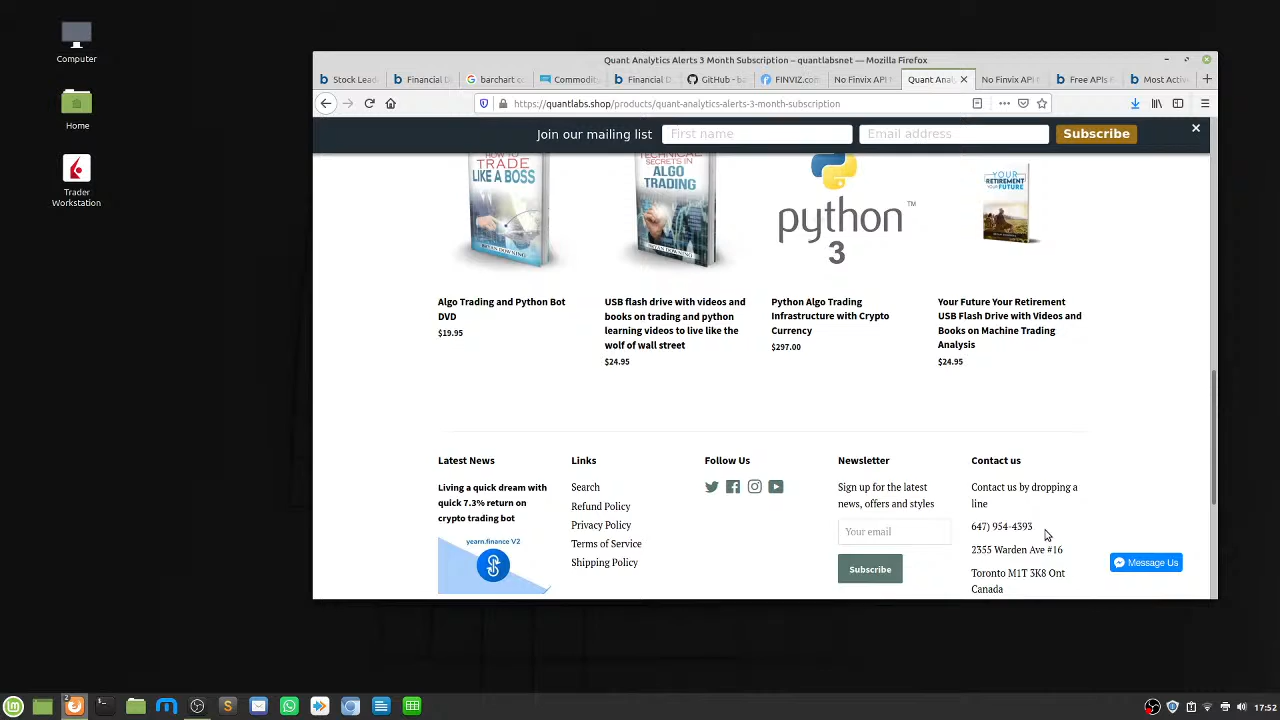 Computer
Home
Trader
Workstation
Quant Analytics Alerts 3 Month Subscription – quantlabsnet — Mozilla Firefox
Stock Lead
Financial D
barchart.co
Commodit
Financial D
GitHub - ba
FINVIZ.com
No Finvix API
Quant Anal
No Finvix API
Free APIs
Most Activ
https://quantlabs.shop/products/quant-analytics-alerts-3-month-subscription
Join our mailing list
First name
Email address
Subscribe
TRADE
LIKE A BOSS
BRYAN DOWNING
TECHNICAL
SECRETS IN
ALGO
TRADING
BRYAN DOWNING
python
TM
3
YOUR
RETIREMENT
YOUR
FUTURE
Algo Trading and Python Bot
DVD
$19.95
USB flash drive with videos and
books on trading and python
learning videos to live like the
wolf of wall street
$24.95
Python Algo Trading
Infrastructure with Crypto
Currency
$297.00
Your Future Your Retirement
USB Flash Drive with Videos and
Books on Machine Trading
Analysis
$24.95
Latest News
Living a quick dream with
quick 7.3% return on
crypto trading bot
yearn.finance V2
Links
Search
Refund Policy
Privacy Policy
Terms of Service
Shipping Policy
Follow Us
Newsletter
Sign up for the latest
news, offers and styles
Your email
Subscribe
Contact us
Contact us by dropping a
line
647) 954-4393
2355 Warden Ave #16
Toronto M1T 3K8 Ont
Canada
Message Us
2
17:52